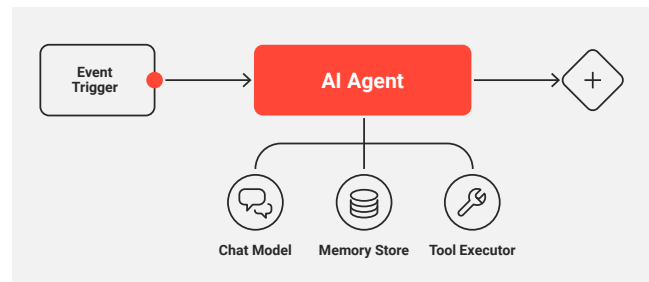 Event
Trigger
AI Agent
Chat Model
Memory Store
Tool Executor